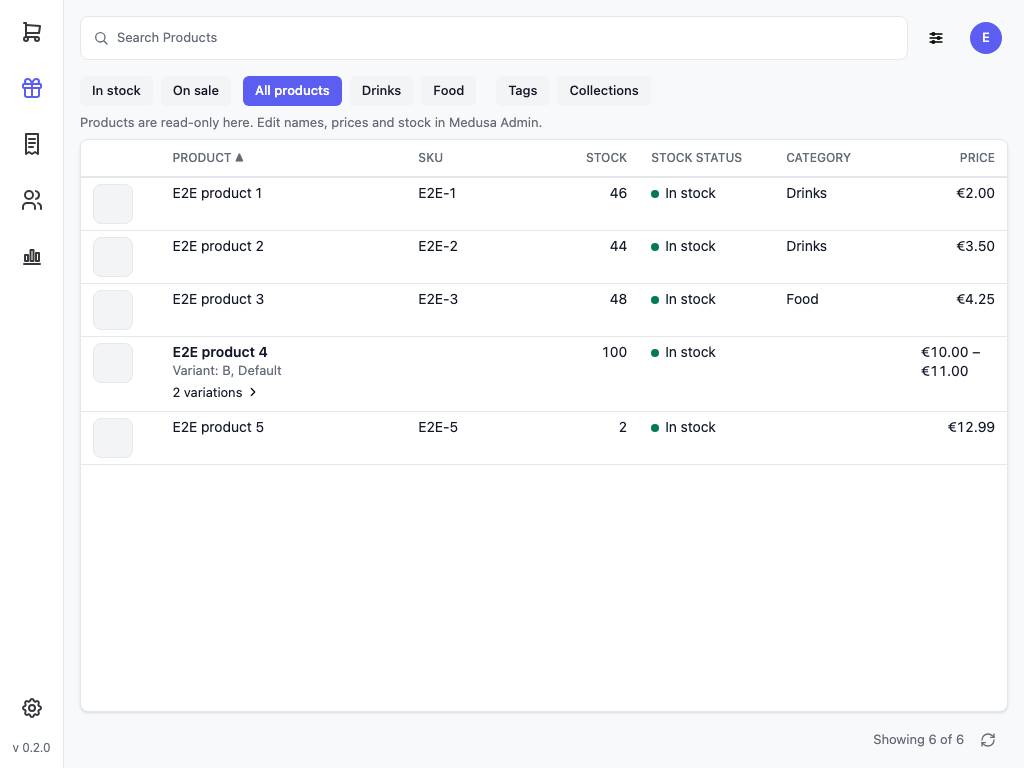 Search Products
E
In stock
On sale
All products
Drinks
Food
Tags
Collections
Products are read-only here. Edit names, prices and stock in Medusa Admin.
PRODUCT ▲ SKU STOCK STOCK STATUS CATEGORY PRICE
E2E product 1 E2E-1 46 In stock Drinks €2.00
E2E product 2 E2E-2 44 In stock Drinks €3.50
E2E product 3 E2E-3 48 In stock Food €4.25
E2E product 4 100 In stock €10.00 –
€11.00
Variant: B, Default
2 variations
E2E product 5 E2E-5 2 In stock €12.99
Showing 6 of 6
v 0.2.0